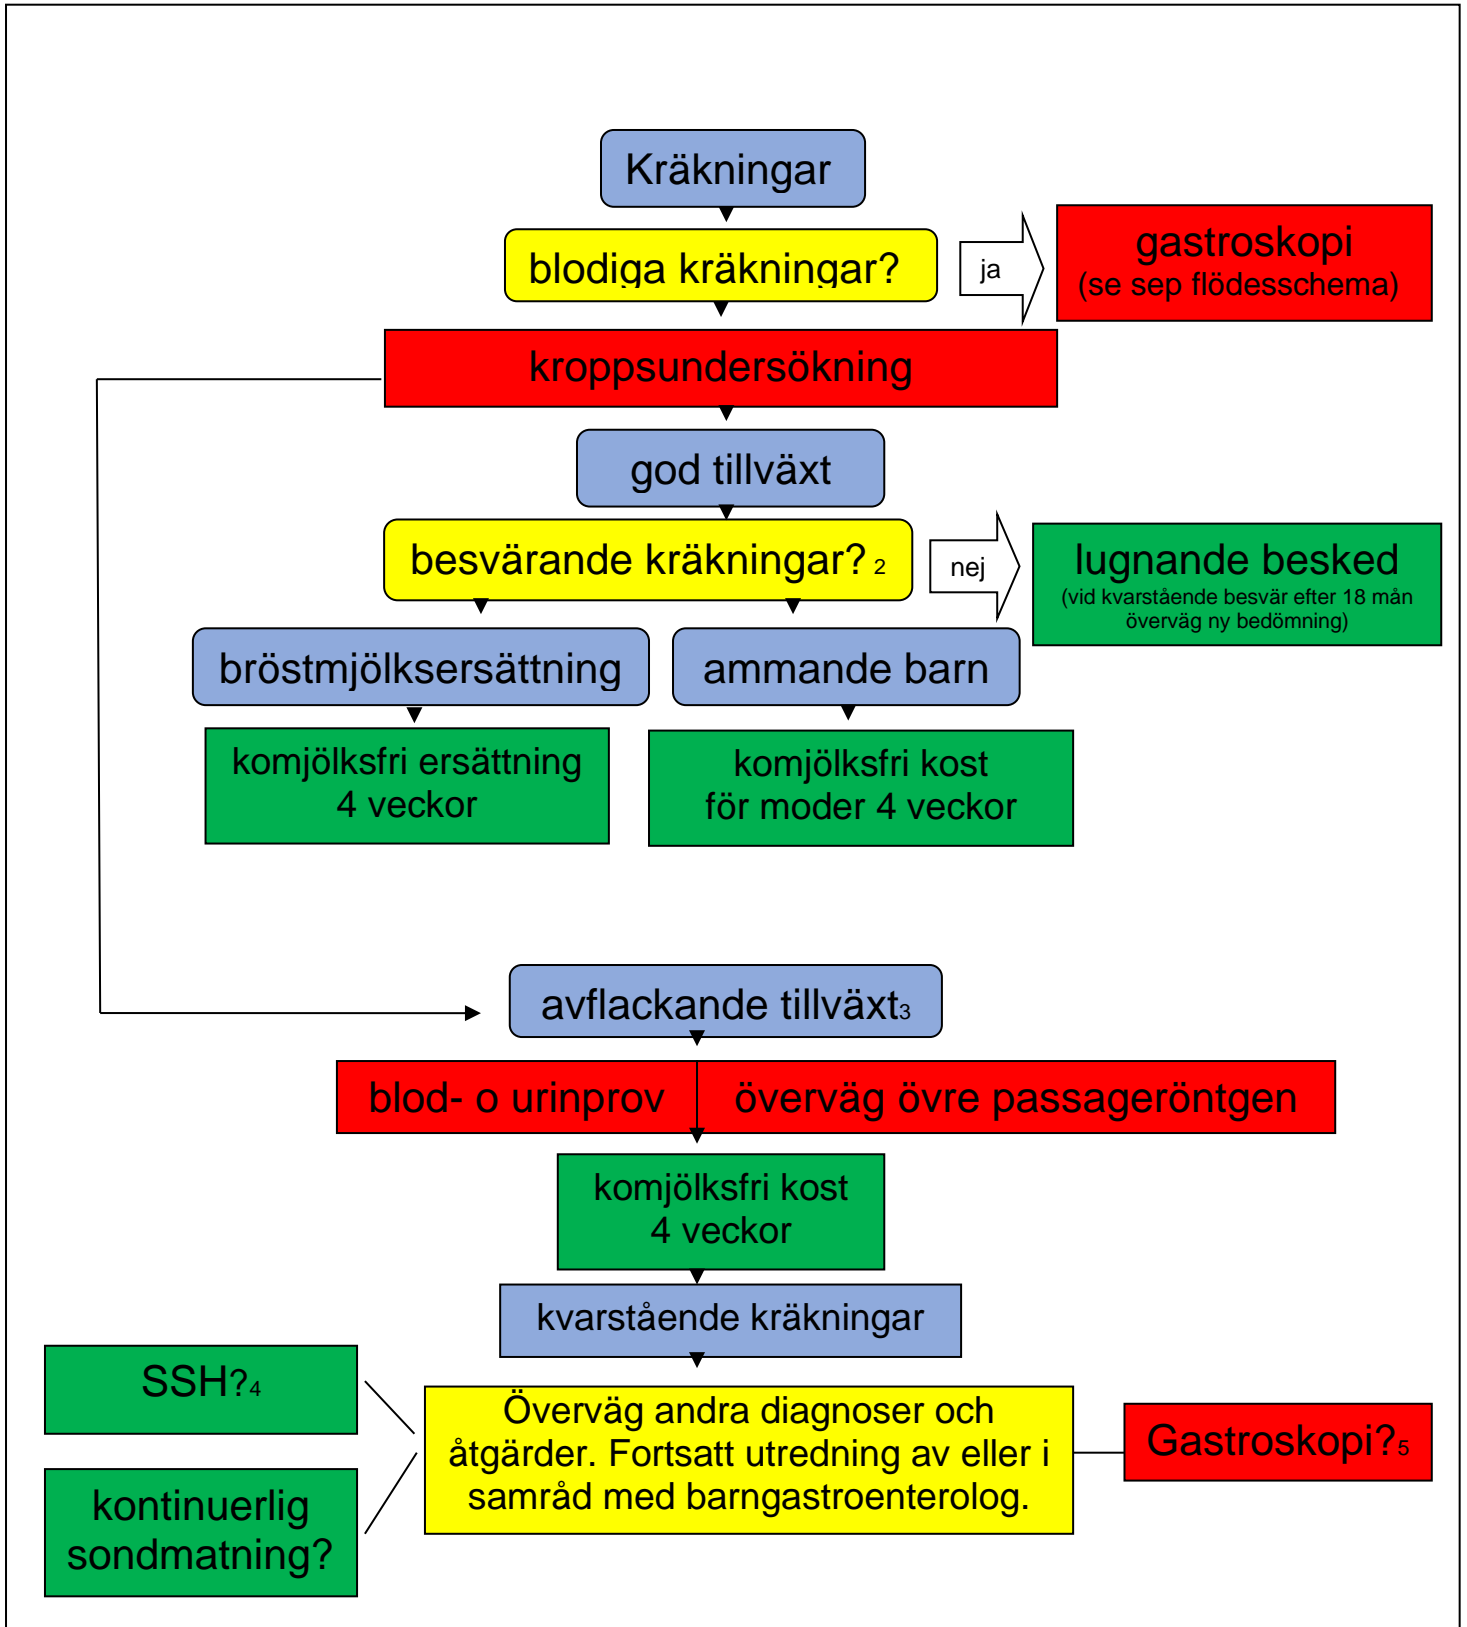 Kräkningar
blodiga kräkningar?
ja
gastroskopi
(se sep flödesschema)
kroppsundersökning
god tillväxt
besvärande kräkningar? 2
nej
lugnande besked
(vid kvarstående besvär efter 18 mån
överväg ny bedömning)
bröstmjölksersättning
ammande barn
komjölksfri ersättning
4 veckor
komjölksfri kost
för moder 4 veckor
avflackande tillväxt3
blod- o urinprov
överväg övre passageröntgen
komjölksfri kost
4 veckor
kvarstående kräkningar
SSH?4
kontinuerlig
sondmatning?
Överväg andra diagnoser och
åtgärder. Fortsatt utredning av eller i
samråd med barngastroenterolog.
Gastroskopi?5